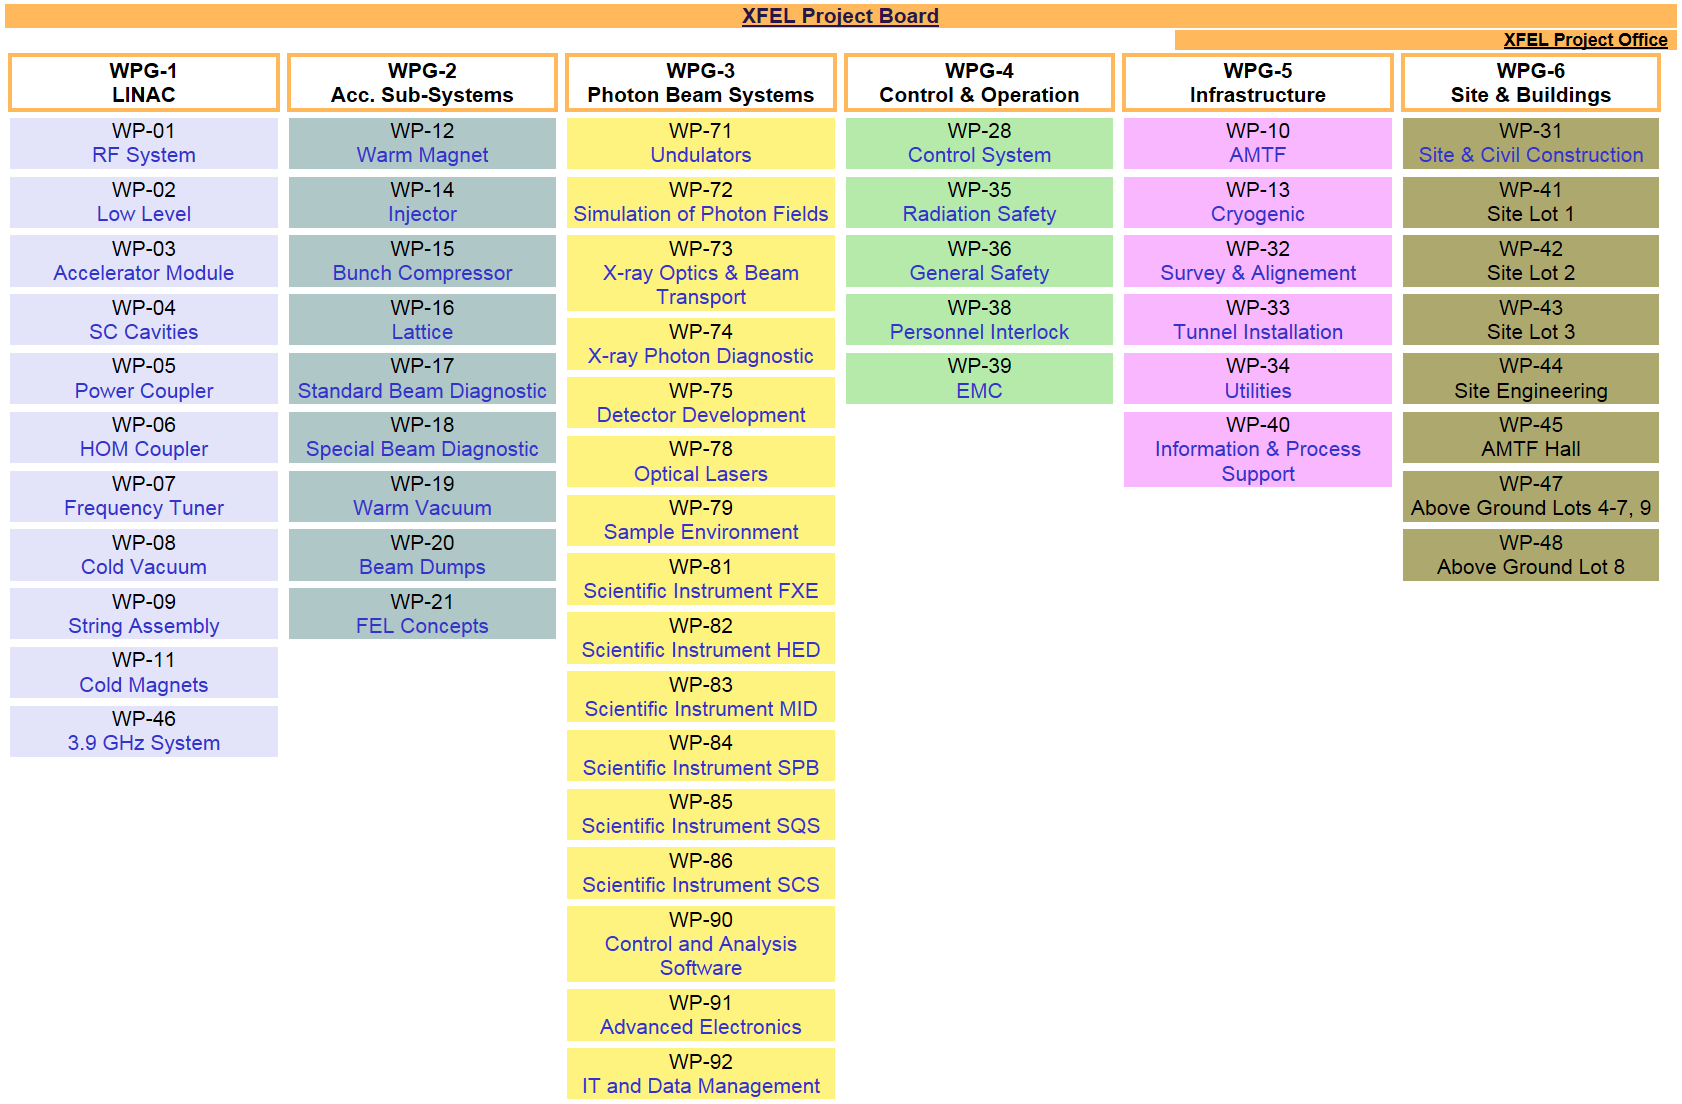 XFEL Project Board
XFEL Project Office
WPG-1
LINAC
WP-01
RF System
WP-02
Low Level
WP-03
Accelerator Module
WP-04
SC Cavities
WP-05
Power Coupler
WP-06
HOM Coupler
WP-07
Frequency Tuner
WP-08
Cold Vacuum
WP-09
String Assembly
WP-11
Cold Magnets
WP-46
3.9 GHz System
WPG-2
Acc. Sub-Systems
WP-12
Warm Magnet
WP-14
Injector
WP-15
Bunch Compressor
WP-16
Lattice
WP-17
Standard Beam Diagnostic
WP-18
Special Beam Diagnostic
WP-19
Warm Vacuum
WP-20
Beam Dumps
WP-21
FEL Concepts
WPG-3
Photon Beam Systems
WP-71
Undulators
WP-72
Simulation of Photon Fields
WP-73
X-ray Optics & Beam
Transport
WP-74
X-ray Photon Diagnostic
WP-75
Detector Development
WP-78
Optical Lasers
WP-79
Sample Environment
WP-81
Scientific Instrument FXE
WP-82
Scientific Instrument HED
WP-83
Scientific Instrument MID
WP-84
Scientific Instrument SPB
WP-85
Scientific Instrument SQS
WP-86
Scientific Instrument SCS
WP-90
Control and Analysis
Software
WP-91
Advanced Electronics
WP-92
IT and Data Management
WPG-4
Control & Operation
WP-28
Control System
WP-35
Radiation Safety
WP-36
General Safety
WP-38
Personnel Interlock
WP-39
EMC
WPG-5
Infrastructure
WP-10
AMTF
WP-13
Cryogenic
WP-32
Survey & Alignement
WP-33
Tunnel Installation
WP-34
Utilities
WP-40
Information & Process
Support
WPG-6
Site & Buildings
WP-31
Site & Civil Construction
WP-41
Site Lot 1
WP-42
Site Lot 2
WP-43
Site Lot 3
WP-44
Site Engineering
WP-45
AMTF Hall
WP-47
Above Ground Lots 4-7, 9
WP-48
Above Ground Lot 8